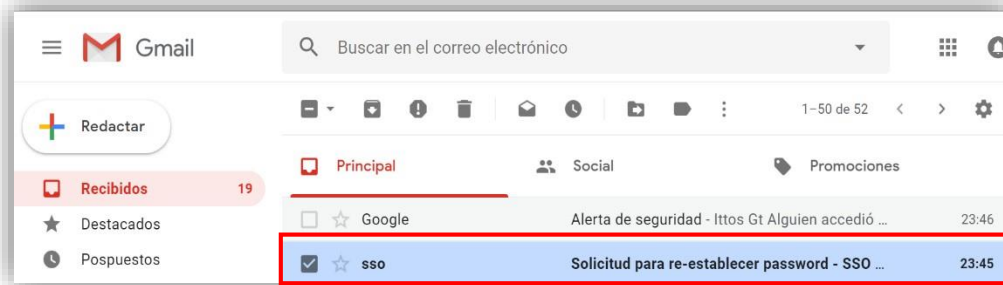 Gmail
Buscar en el correo electrónico
Redactar
1–50 de 52
Principal
Social
Promociones
Recibidos 19
Destacados
Pospuestos
Google Alerta de seguridad - Ittos Gt Alguien accedió ... 23:46
sso Solicitud para re-establecer password - SSO ... 23:45